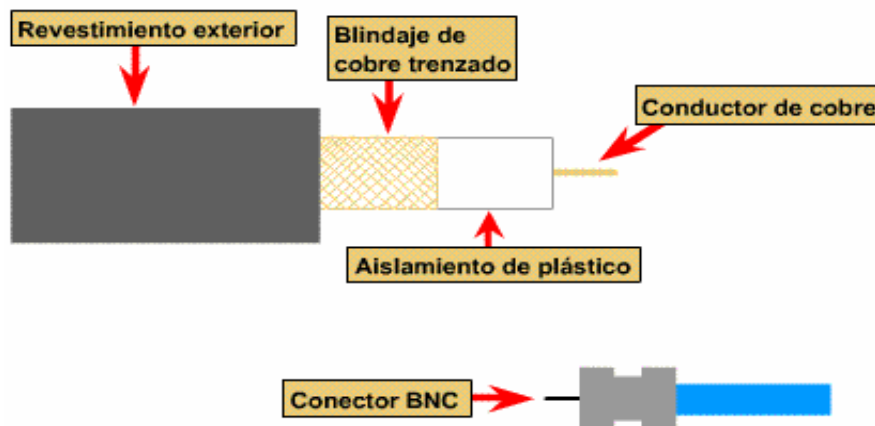 Revestimiento exterior
Blindaje de
cobre trenzado
Conductor de cobre
Aislamiento de plástico
Conector BNC